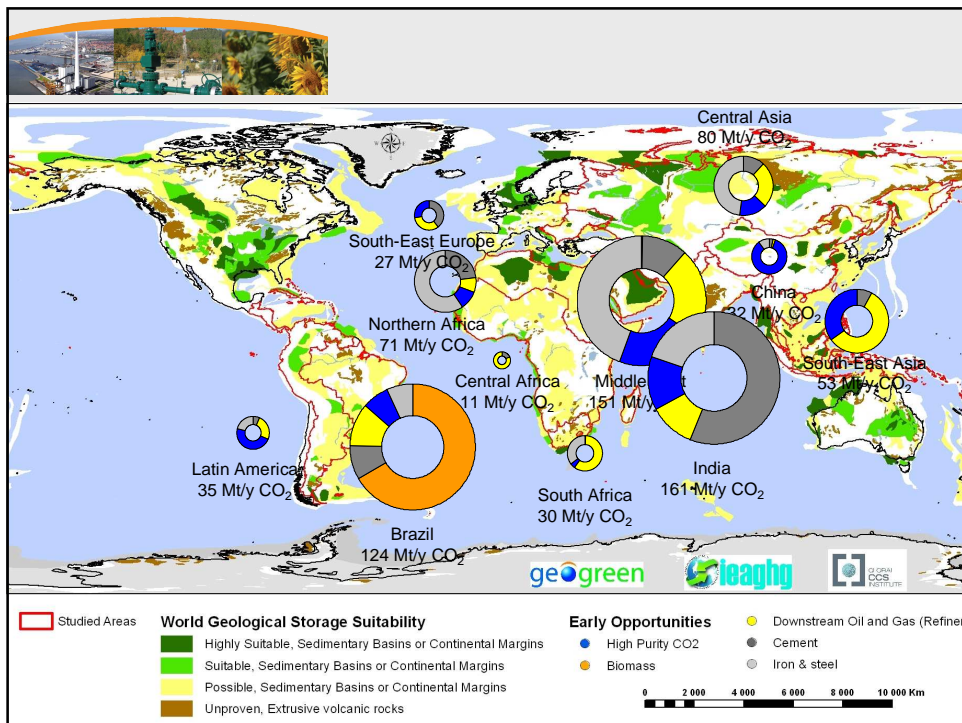 Central Asia
80 Mt/y CO₂
South-East Europe
27 Mt/y CO₂
China
32 Mt/y CO₂
Northern Africa
71 Mt/y CO₂
Central Africa
11 Mt/y CO₂
Middle East
151 Mt/y
South-East Asia
53 Mt/y CO₂
Latin America
35 Mt/y CO₂
South Africa
30 Mt/y CO₂
India
161 Mt/y CO₂
Brazil
124 Mt/y CO₂
geogreen
ieaghg
GLOBAL
CCS
INSTITUTE
Studied Areas
World Geological Storage Suitability
Highly Suitable, Sedimentary Basins or Continental Margins
Suitable, Sedimentary Basins or Continental Margins
Possible, Sedimentary Basins or Continental Margins
Unproven, Extrusive volcanic rocks
Early Opportunities
High Purity CO2
Biomass
Downstream Oil and Gas (Refiner
Cement
Iron & steel
0 2 000 4 000 6 000 8 000 10 000 Km